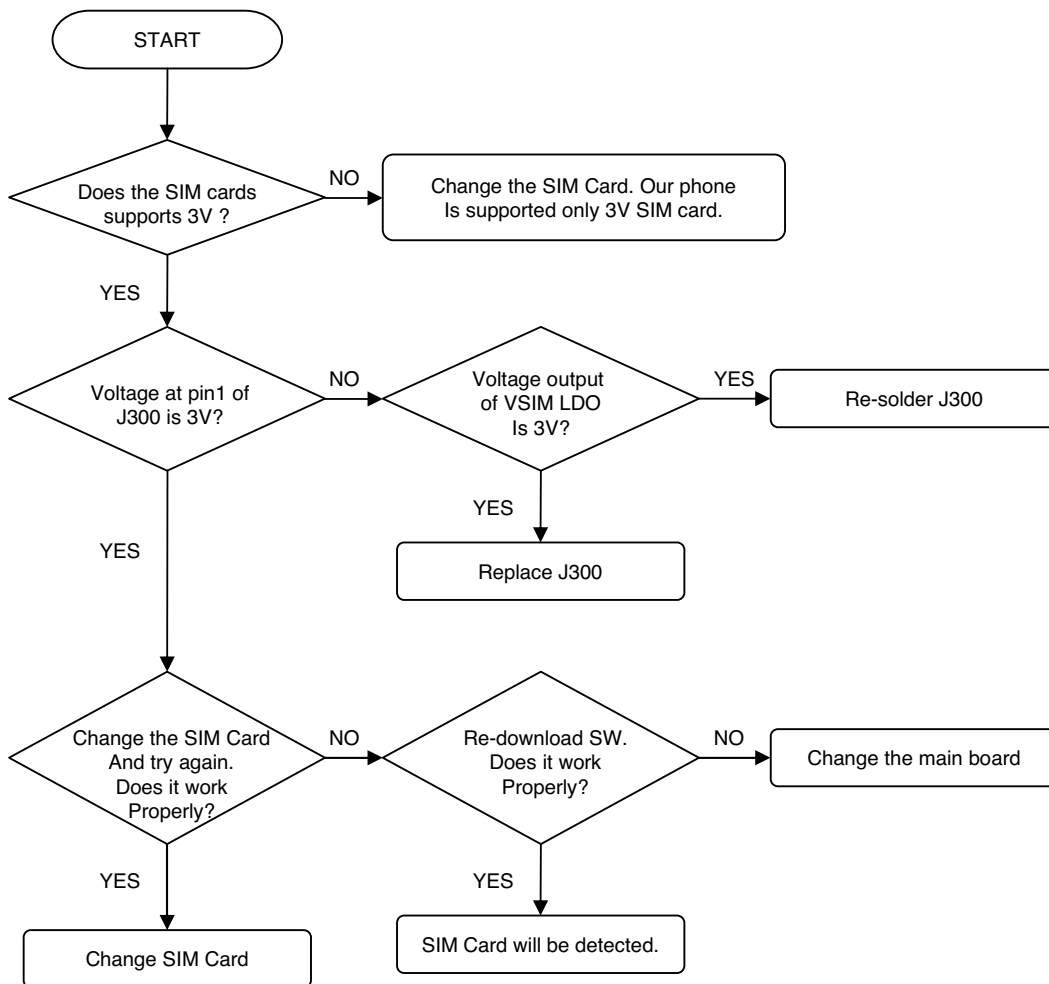 START
Does the SIM cards
supports 3V ?
NO
Change the SIM Card. Our phone
Is supported only 3V SIM card.
YES
Voltage at pin1 of
J300 is 3V?
NO
Voltage output
of VSIM LDO
Is 3V?
YES
Re-solder J300
YES
Replace J300
YES
Change the SIM Card
And try again.
Does it work
Properly?
NO
Re-download SW.
Does it work
Properly?
NO
Change the main board
YES
Change SIM Card
YES
SIM Card will be detected.